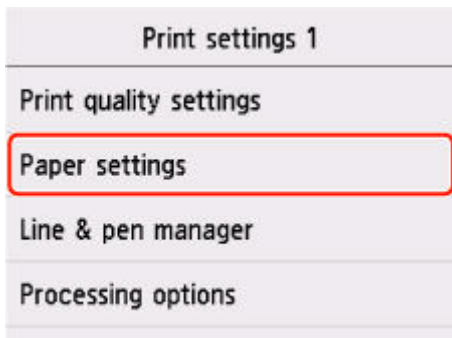 Print settings 1
Print quality settings
Paper settings
Line & pen manager
Processing options